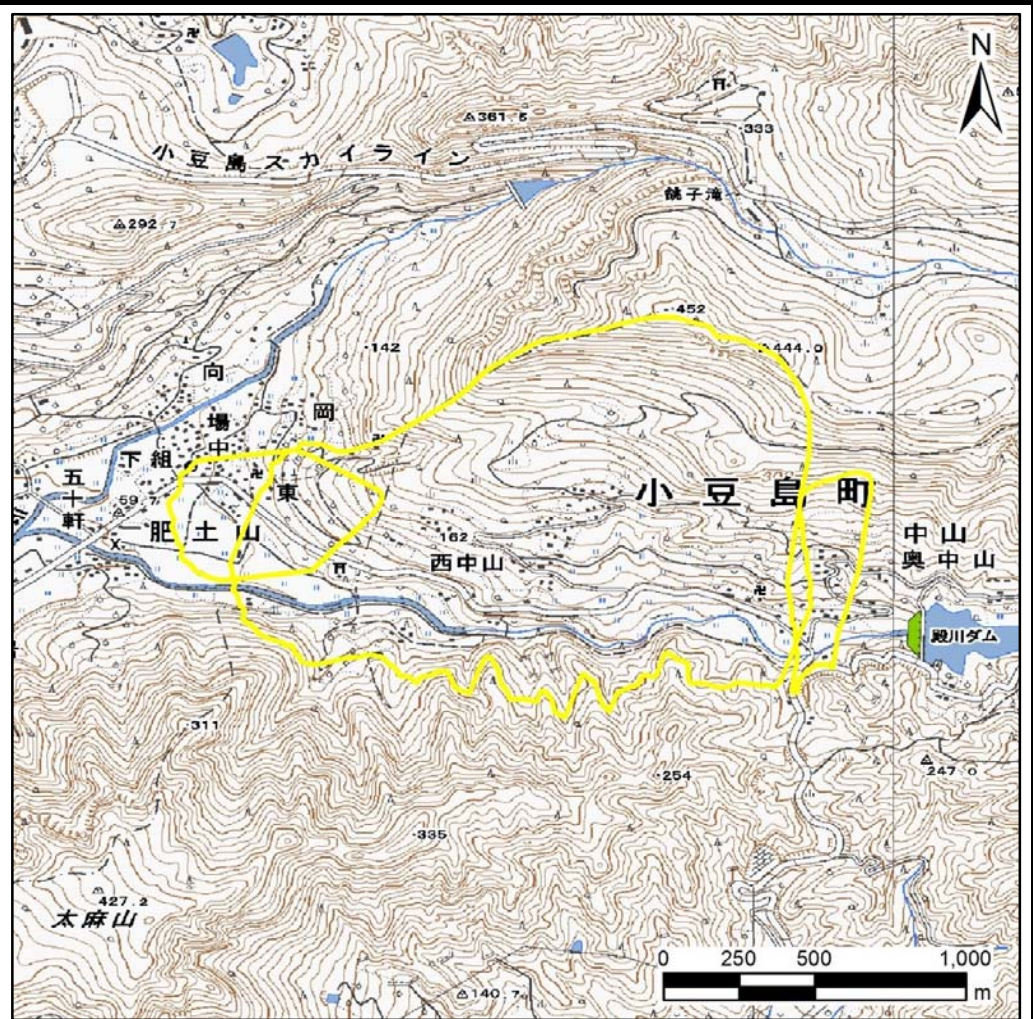 N
361.5
150
333
小豆島スカイライン
銚子滝
292.7
452
142
444.0
向
岡
場中
下組
五十軒
東
59.7
肥土山
小豆島町
162
西中山
中山
奥中山
殿川ダム
311
254
247.0
335
427.2
太麻山
140.7
0 250 500 1,000
m